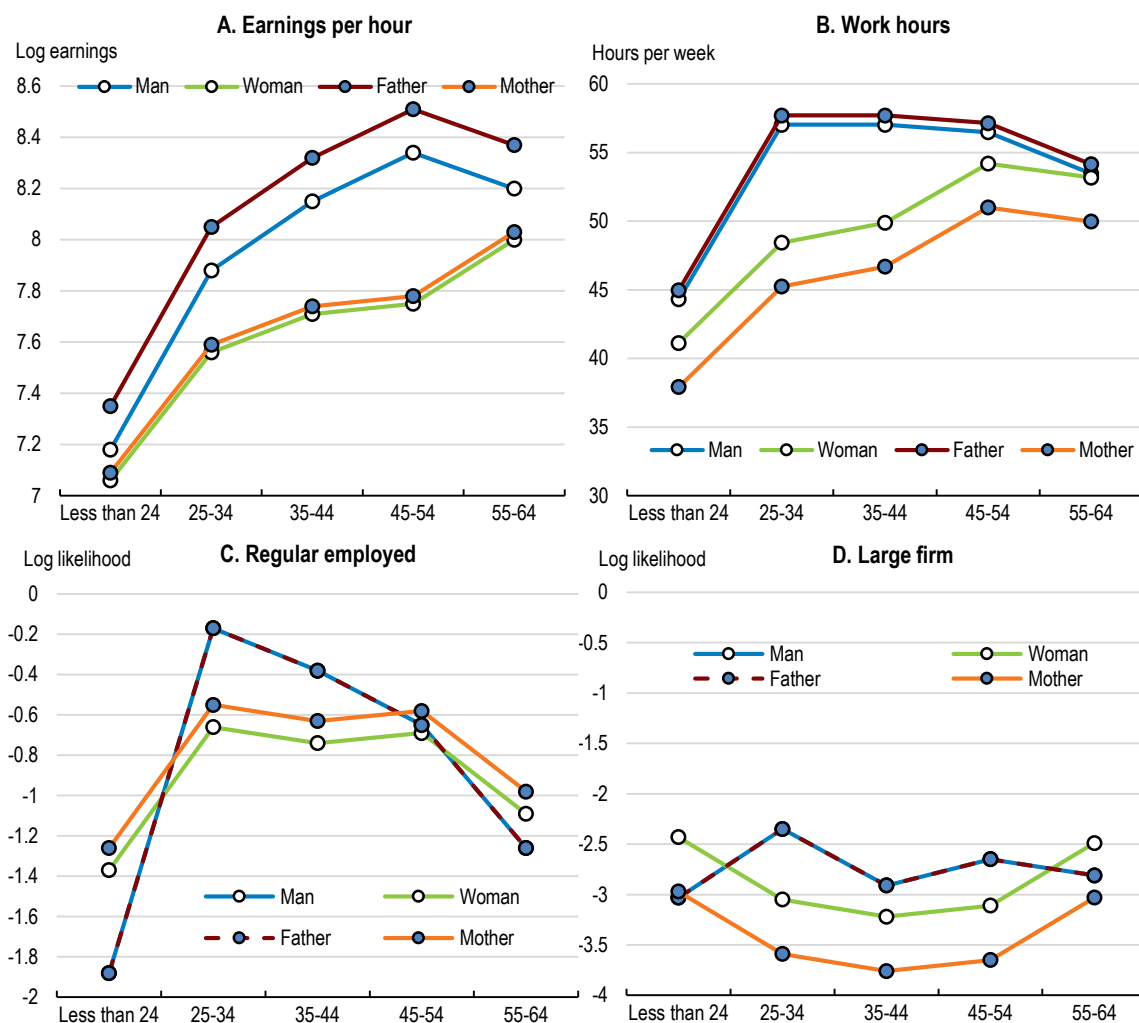 A. Earnings per hour
Log earnings
8.6
Man Woman Father Mother
8.4
8.2
8
7.8
7.6
7.4
7.2
7
Less than 24 25-34 35-44 45-54 55-64
B. Work hours
Hours per week
60
55
50
45
40
35
Man Woman Father Mother
30
Less than 24 25-34 35-44 45-54 55-64
C. Regular employed
Log likelihood
0
-0.2
-0.4
-0.6
-0.8
-1
-1.2
-1.4
Man Woman
-1.6
Father Mother
-1.8
-2
Less than 24 25-34 35-44 45-54 55-64
D. Large firm
Log likelihood
0
-0.5
Man Woman
Father Mother
-1
-1.5
-2
-2.5
-3
-3.5
-4
Less than 24 25-34 35-44 45-54 55-64